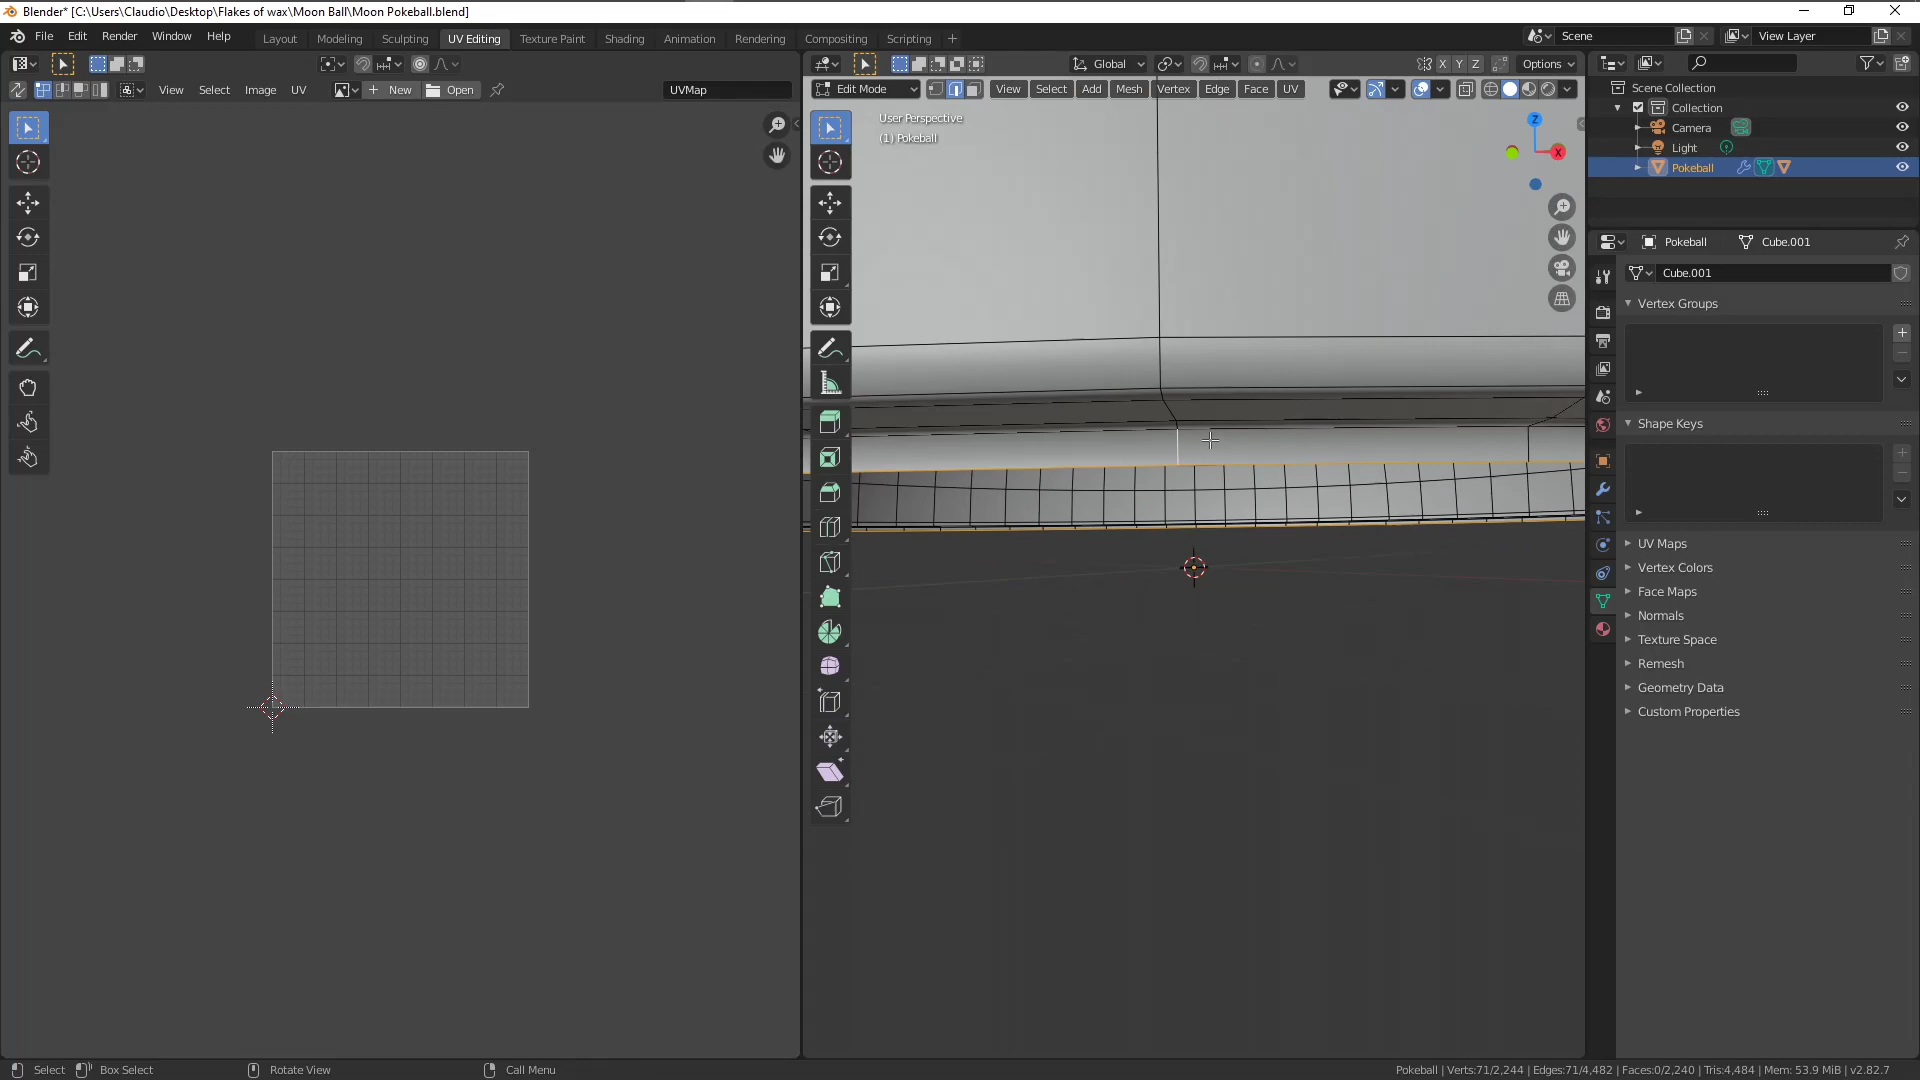 Blender* [C:\Users\Claudio\Desktop\Flakes of wax\Moon Ball\Moon Pokeball.blend]
File Edit Render Window Help
Layout Modeling Sculpting UV Editing Texture Paint Shading Animation Rendering Compositing Scripting
Scene
View Layer
Global
X Y Z
Options
View Select Image UV
New
Open
UVMap
Edit Mode
View Select Add Mesh Vertex Edge Face UV
User Perspective
(1) Pokeball
Z
X
Scene Collection
Collection
Camera
Light
Pokeball
Pokeball
Cube.001
Cube.001
Vertex Groups
Shape Keys
UV Maps
Vertex Colors
Face Maps
Normals
Texture Space
Remesh
Geometry Data
Custom Properties
Select
Box Select
Rotate View
Call Menu
Pokeball | Verts:71/2,244 | Edges:71/4,482 | Faces:0/2,240 | Tris:4,484 | Mem: 53.9 MiB | v2.82.7